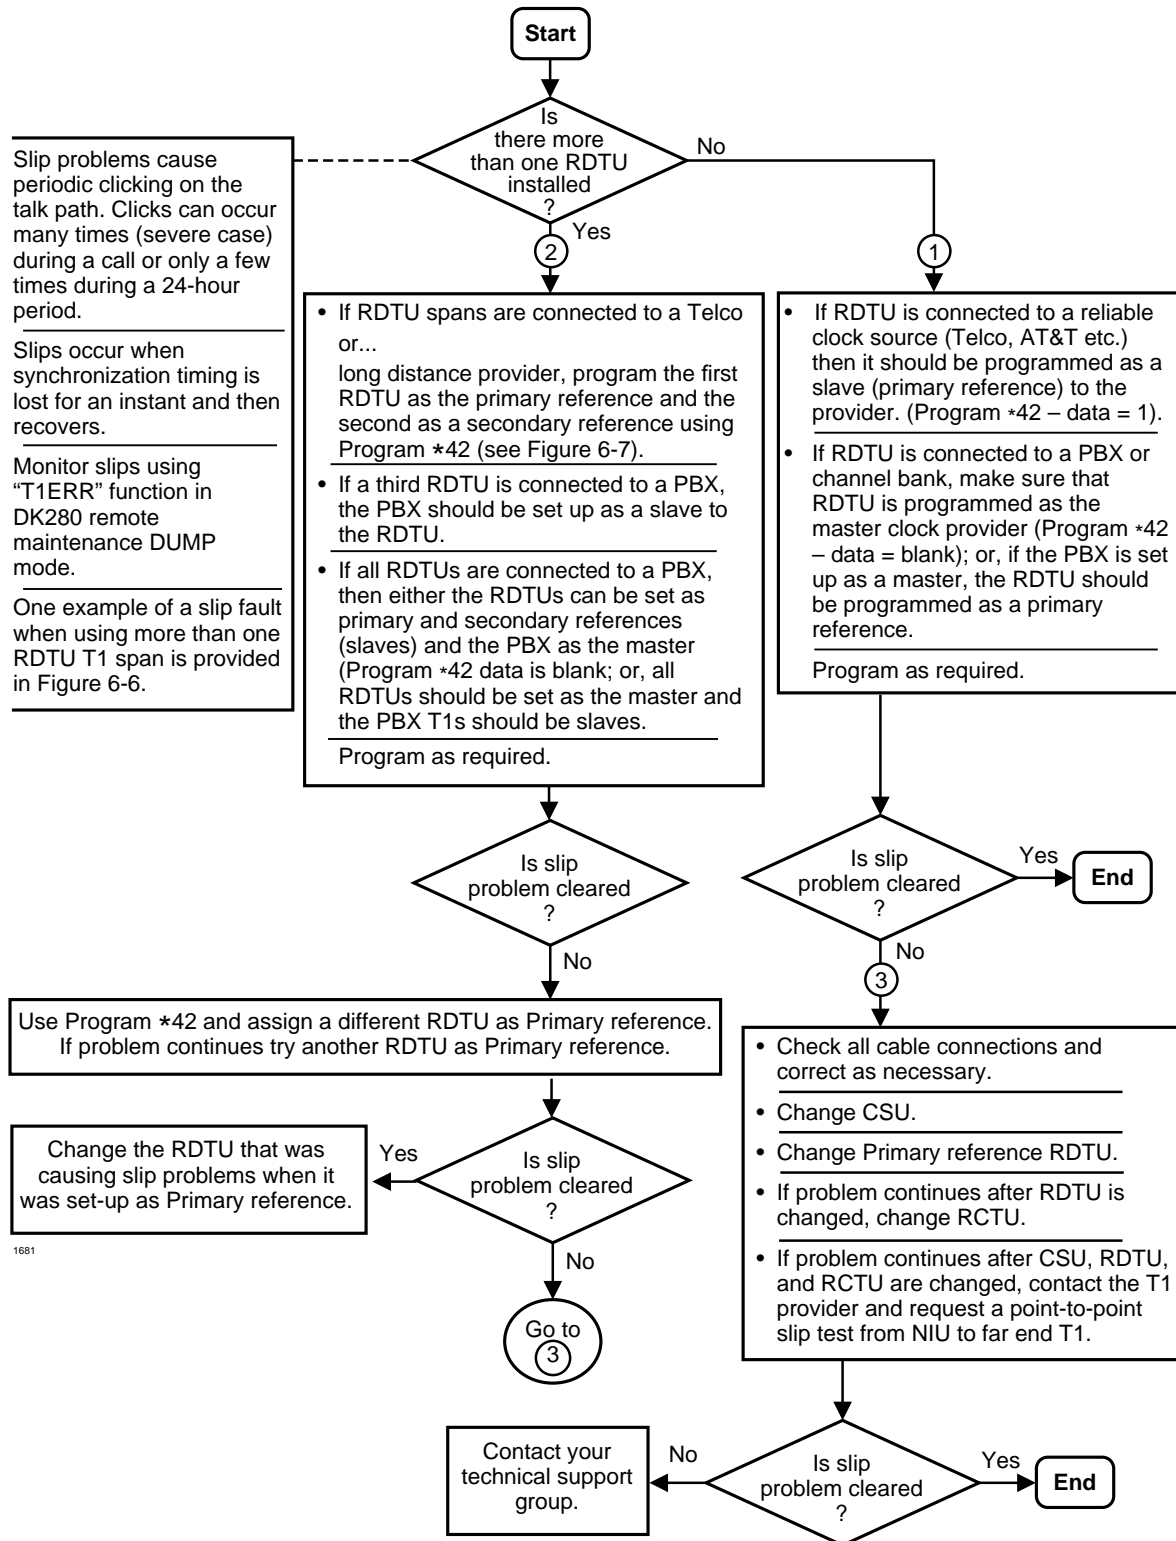 Start
Is
there more
than one RDTU
installed
?
No
Yes
2
1
Slip problems cause
periodic clicking on the
talk path. Clicks can occur
many times (severe case)
during a call or only a few
times during a 24-hour
period.
Slips occur when
synchronization timing is
lost for an instant and then
recovers.
Monitor slips using
“T1ERR” function in
DK280 remote
maintenance DUMP
mode.
One example of a slip fault
when using more than one
RDTU T1 span is provided
in Figure 6-6.
• If RDTU spans are connected to a Telco
or...
long distance provider, program the first
RDTU as the primary reference and the
second as a secondary reference using
Program *42 (see Figure 6-7).
• If a third RDTU is connected to a PBX,
the PBX should be set up as a slave to
the RDTU.
• If all RDTUs are connected to a PBX,
then either the RDTUs can be set as
primary and secondary references
(slaves) and the PBX as the master
(Program *42 data is blank; or, all
RDTUs should be set as the master and
the PBX T1s should be slaves.
Program as required.
• If RDTU is connected to a reliable
clock source (Telco, AT&T etc.)
then it should be programmed as a
slave (primary reference) to the
provider. (Program *42 – data = 1).
• If RDTU is connected to a PBX or
channel bank, make sure that
RDTU is programmed as the
master clock provider (Program *42
– data = blank); or, if the PBX is set
up as a master, the RDTU should
be programmed as a primary
reference.
Program as required.
Is slip
problem cleared
?
No
Is slip
problem cleared
?
Yes
End
No
3
Use Program *42 and assign a different RDTU as Primary reference.
If problem continues try another RDTU as Primary reference.
Is slip
problem cleared
?
Yes
Change the RDTU that was
causing slip problems when it
was set-up as Primary reference.
1681
No
Go to
3
• Check all cable connections and
correct as necessary.
• Change CSU.
• Change Primary reference RDTU.
• If problem continues after RDTU is
changed, change RCTU.
• If problem continues after CSU, RDTU,
and RCTU are changed, contact the T1
provider and request a point-to-point
slip test from NIU to far end T1.
Is slip
problem cleared
?
No
Contact your
technical support
group.
Yes
End